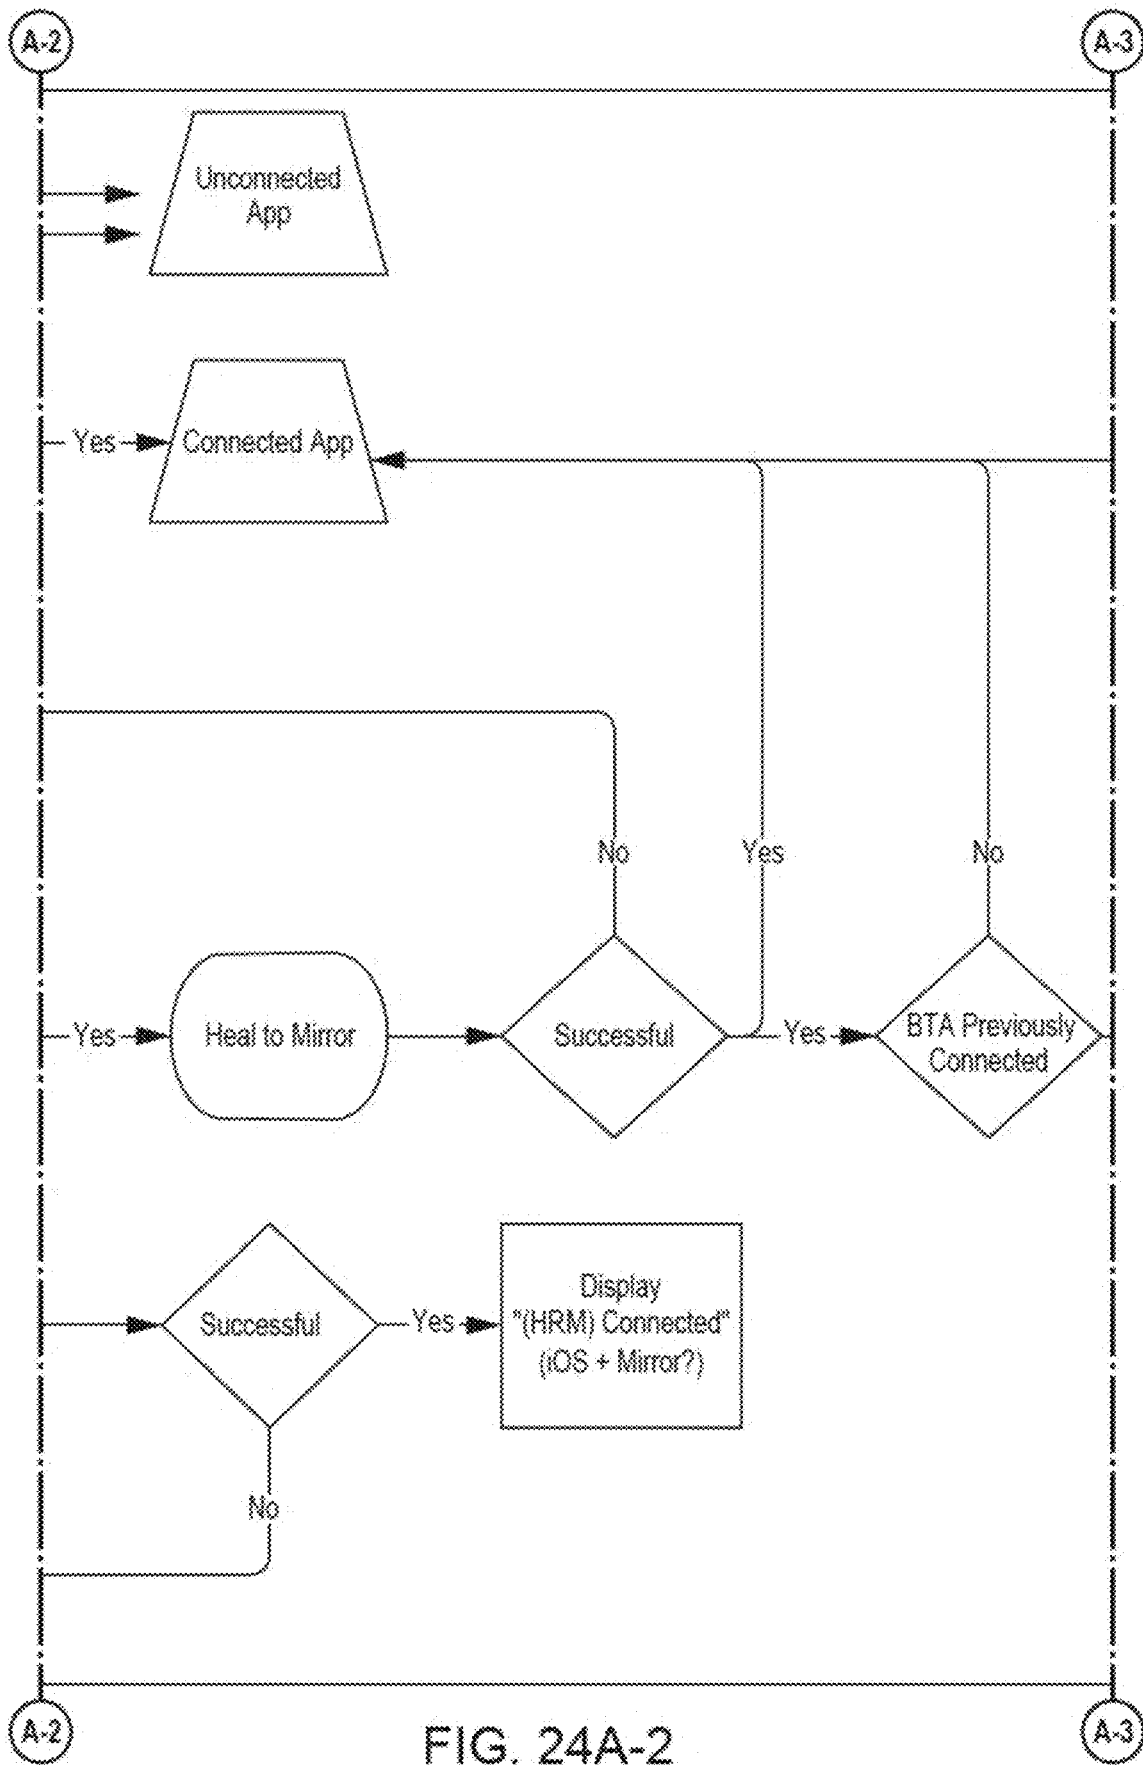 A-2
A-3
Unconnected
App
Yes
Connected App
No
Yes
No
Yes
Heal to Mirror
Successful
Yes
BTA Previously
Connected
Successful
Yes
Display
"(HRM) Connected"
(iOS + Mirror?)
No
A-2
FIG. 24A-2
A-3